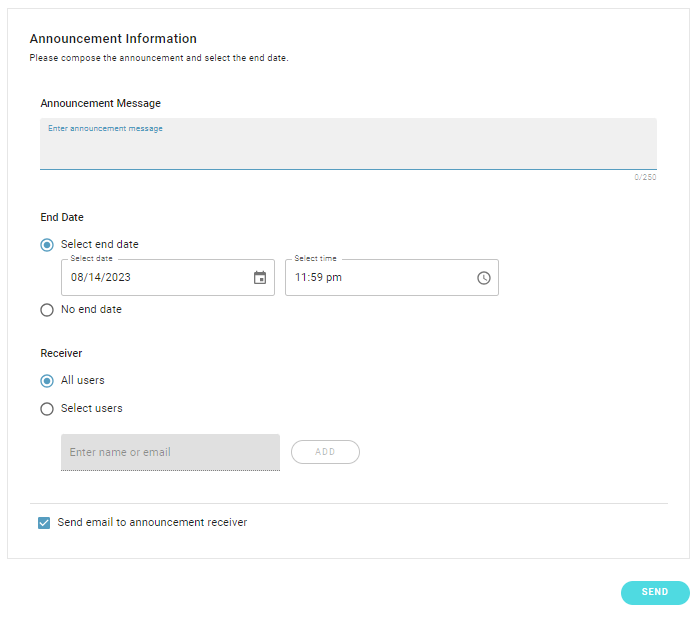 Announcement Information
Please compose the announcement and select the end date.
Announcement Message
Enter announcement message
0/250
End Date
Select end date
Select date
Select time
08/14/2023
11:59 pm
No end date
Receiver
All users
Select users
Enter name or email
ADD
Send email to announcement receiver
SEND